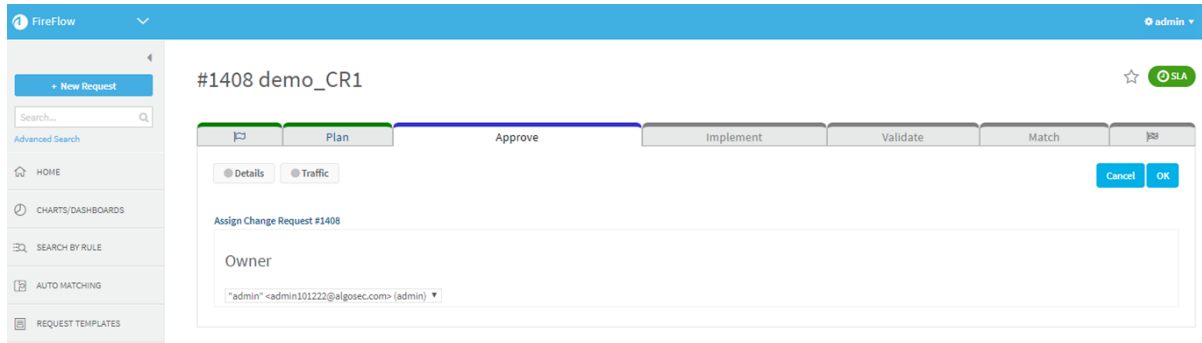 FireFlow
admin
+ New Request
Search...
Advanced Search
HOME
CHARTS/DASHBOARDS
SEARCH BY RULE
AUTO MATCHING
REQUEST TEMPLATES
#1408 demo_CR1
SLA
Plan
Approve
Implement
Validate
Match
Details
Traffic
Cancel
OK
Assign Change Request #1408
Owner
"admin" <admin101222@algosec.com> (admin)